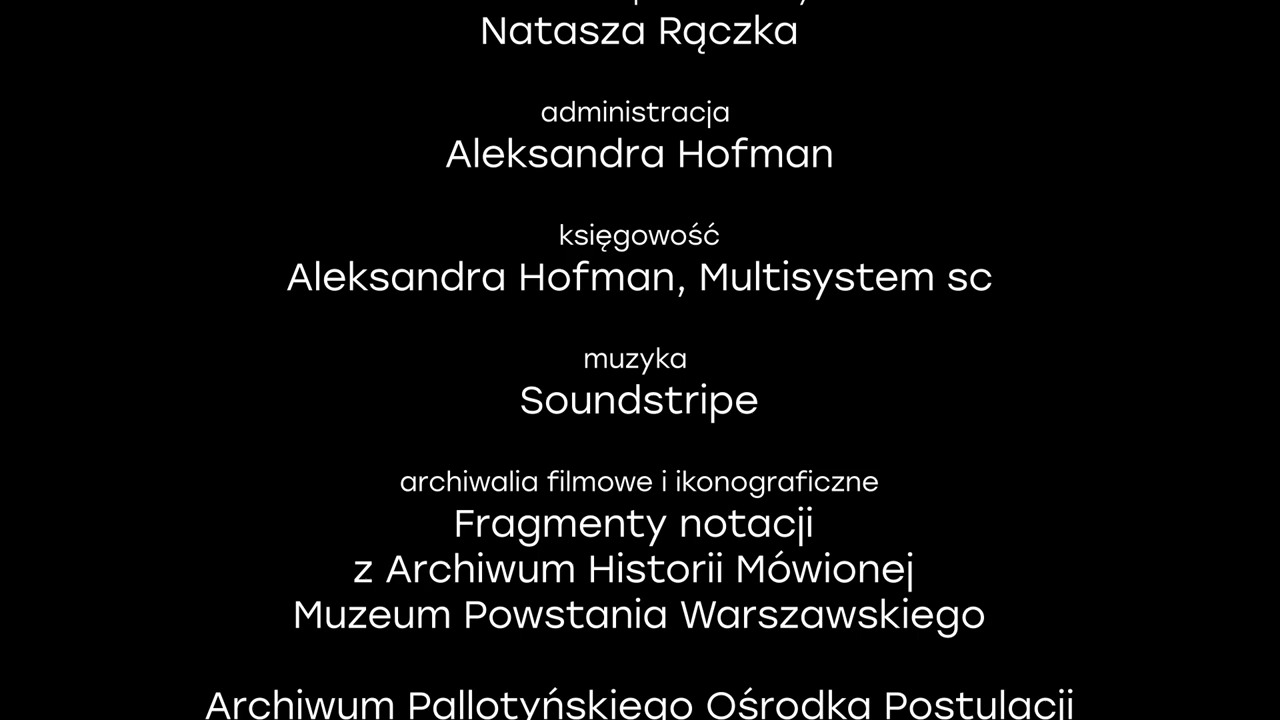 Natasza Rączka
administracja
Aleksandra Hofman
księgowość
Aleksandra Hofman, Multisystem sc
muzyka
Soundstripe
archiwalia filmowe i ikonograficzne
Fragmenty notacji
z Archiwum Historii Mówionej
Muzeum Powstania Warszawskiego
Archiwum Pallotyńskiego Ośrodka Postulacji